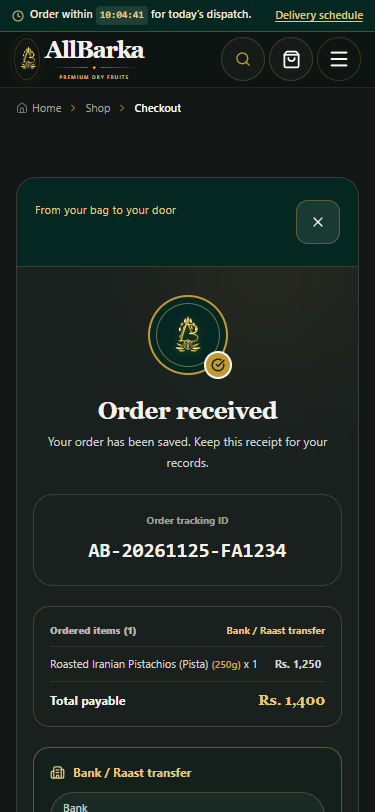 Order within 10:04:41 for today's dispatch. Delivery schedule
AllBarka
PREMIUM DRY FRUITS
Home > Shop > Checkout
From your bag to your door
Order received
Your order has been saved. Keep this receipt for your
records.
Order tracking ID
AB-20261125-FA1234
Ordered items (1) Bank / Raast transfer
Roasted Iranian Pistachios (Pista) (250g) x 1 Rs. 1,250
Total payable Rs. 1,400
Bank / Raast transfer
Bank